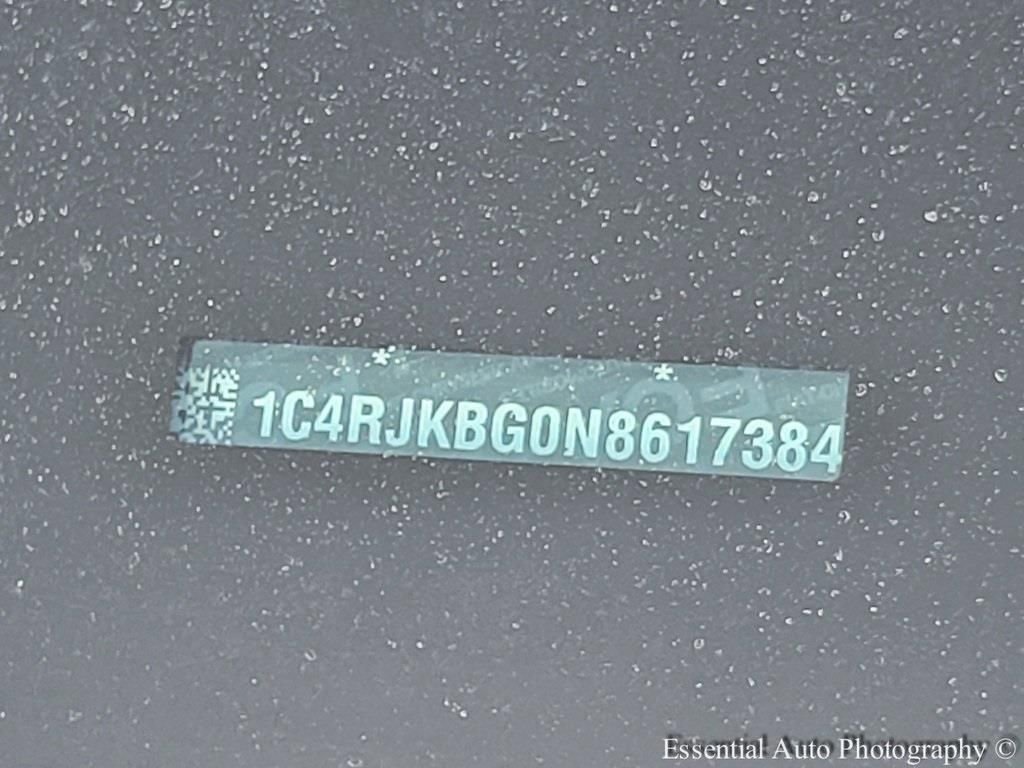 * *
1C4RJKBG0N8617384
Essential Auto Photography ©